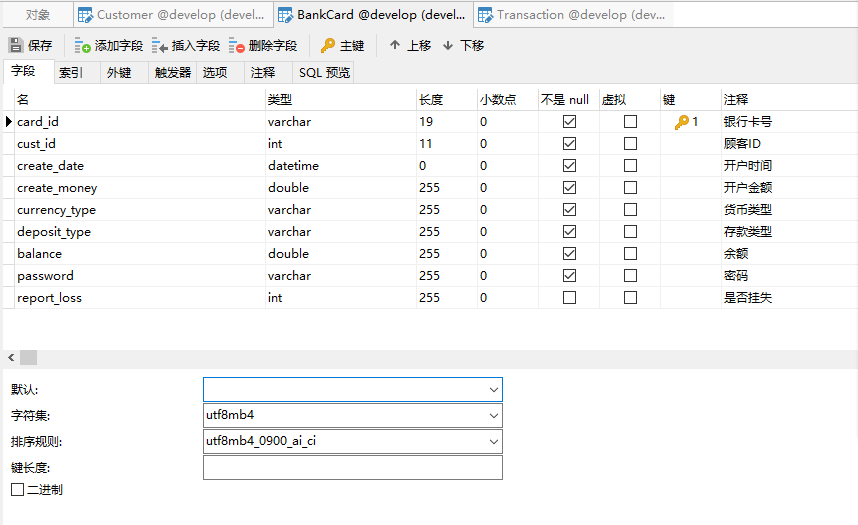 对象 Customer @develop (devel... BankCard @develop (devel... Transaction @develop (dev...
保存 添加字段 插入字段 删除字段 主键 上移 下移
字段 索引 外键 触发器 选项 注释 SQL 预览
名 类型 长度 小数点 不是 null 虚拟 键 注释
card_id varchar 19 0 1 银行卡号
cust_id int 11 0 顾客ID
create_date datetime 0 0 开户时间
create_money double 255 0 开户金额
currency_type varchar 255 0 货币类型
deposit_type varchar 255 0 存款类型
balance double 255 0 余额
password varchar 255 0 密码
report_loss int 255 0 是否挂失
默认:
字符集: utf8mb4
排序规则: utf8mb4_0900_ai_ci
键长度:
二进制